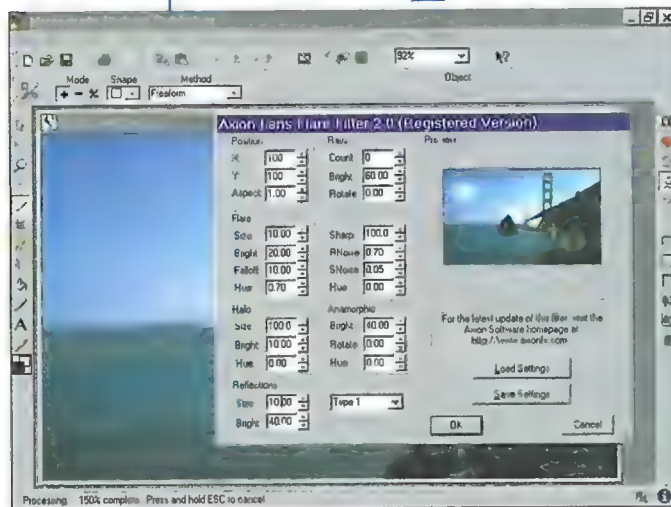 92%
Object
Mode Shape Method
Freeform
Axion Lens Flare Filter 2.0 (Registered Version)
Position Rays Preview
X 100 Count 0
Y 100 Bright 60.00
Aspect 1.00 Rotate 0.00
Flare
Size 10.00 Sharp 100.0
Bright 20.00 RNoise 0.70
Falloff 10.00 SNoise 0.05
Hue 0.70 Hue 0.00
Halo Anamorphic
Size 100.0 Bright 40.00
Bright 10.00 Rotate 0.00
Hue 0.00 Hue 0.00
For the latest update of this filter visit the
Axion Software homepage at
Load Settings
Reflections
Size 10.00 Type 1
Save Settings
Bright 40.00
Ok Cancel
Processing: 150% complete. Press and hold ESC to cancel